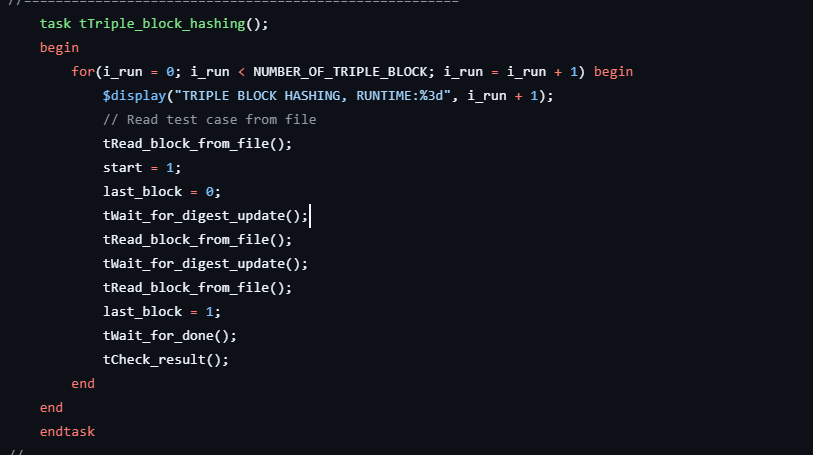 //--------------------------------------------------------
task tTriple_block_hashing();
begin
for(i_run = 0; i_run < NUMBER_OF_TRIPLE_BLOCK; i_run = i_run + 1) begin
$display("TRIPLE BLOCK HASHING, RUNTIME:%3d", i_run + 1);
// Read test case from file
tRead_block_from_file();
start = 1;
last_block = 0;
tWait_for_digest_update();
tRead_block_from_file();
tWait_for_digest_update();
tRead_block_from_file();
last_block = 1;
tWait_for_done();
tCheck_result();
end
end
endtask
//